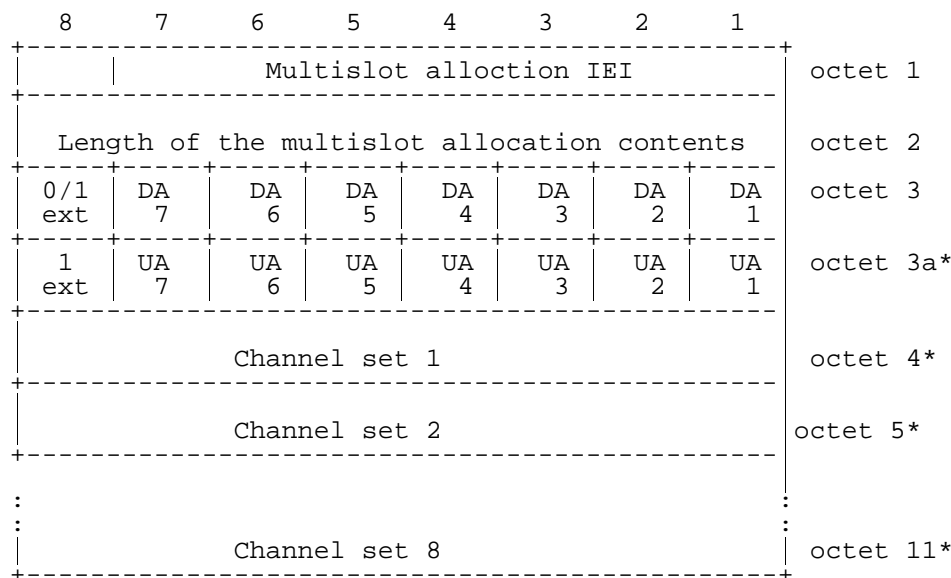 8 7 6 5 4 3 2 1
Multislot alloction IEI octet 1
Length of the multislot allocation contents octet 2
0/1 DA DA DA DA DA DA DA octet 3
ext 7 6 5 4 3 2 1
1 UA UA UA UA UA UA UA octet 3a*
ext 7 6 5 4 3 2 1
Channel set 1 octet 4*
Channel set 2 octet 5*
: :
: :
Channel set 8 octet 11*